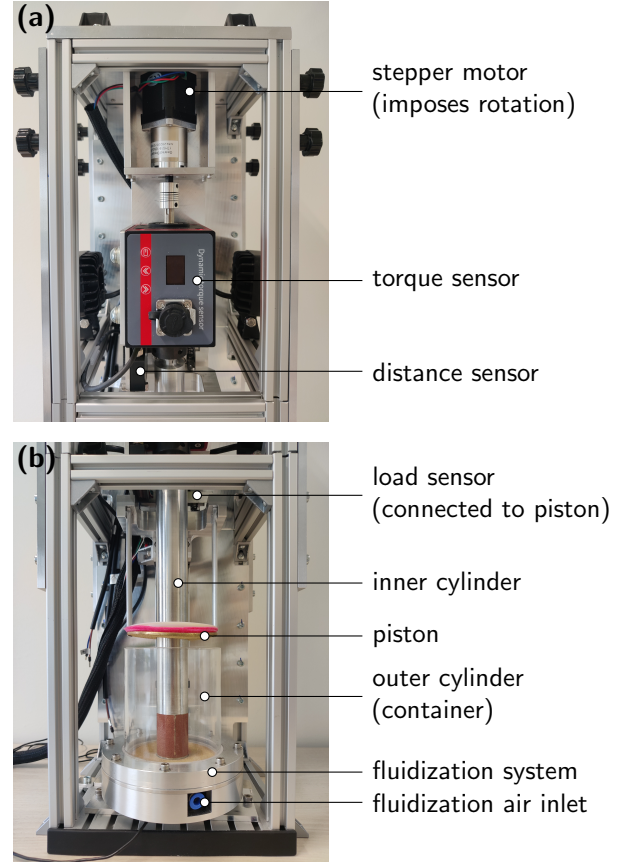 (a)
stepper motor
(imposes rotation)
Dynamic torque sensor
torque sensor
distance sensor
(b)
load sensor
(connected to piston)
inner cylinder
piston
outer cylinder
(container)
fluidization system
fluidization air inlet